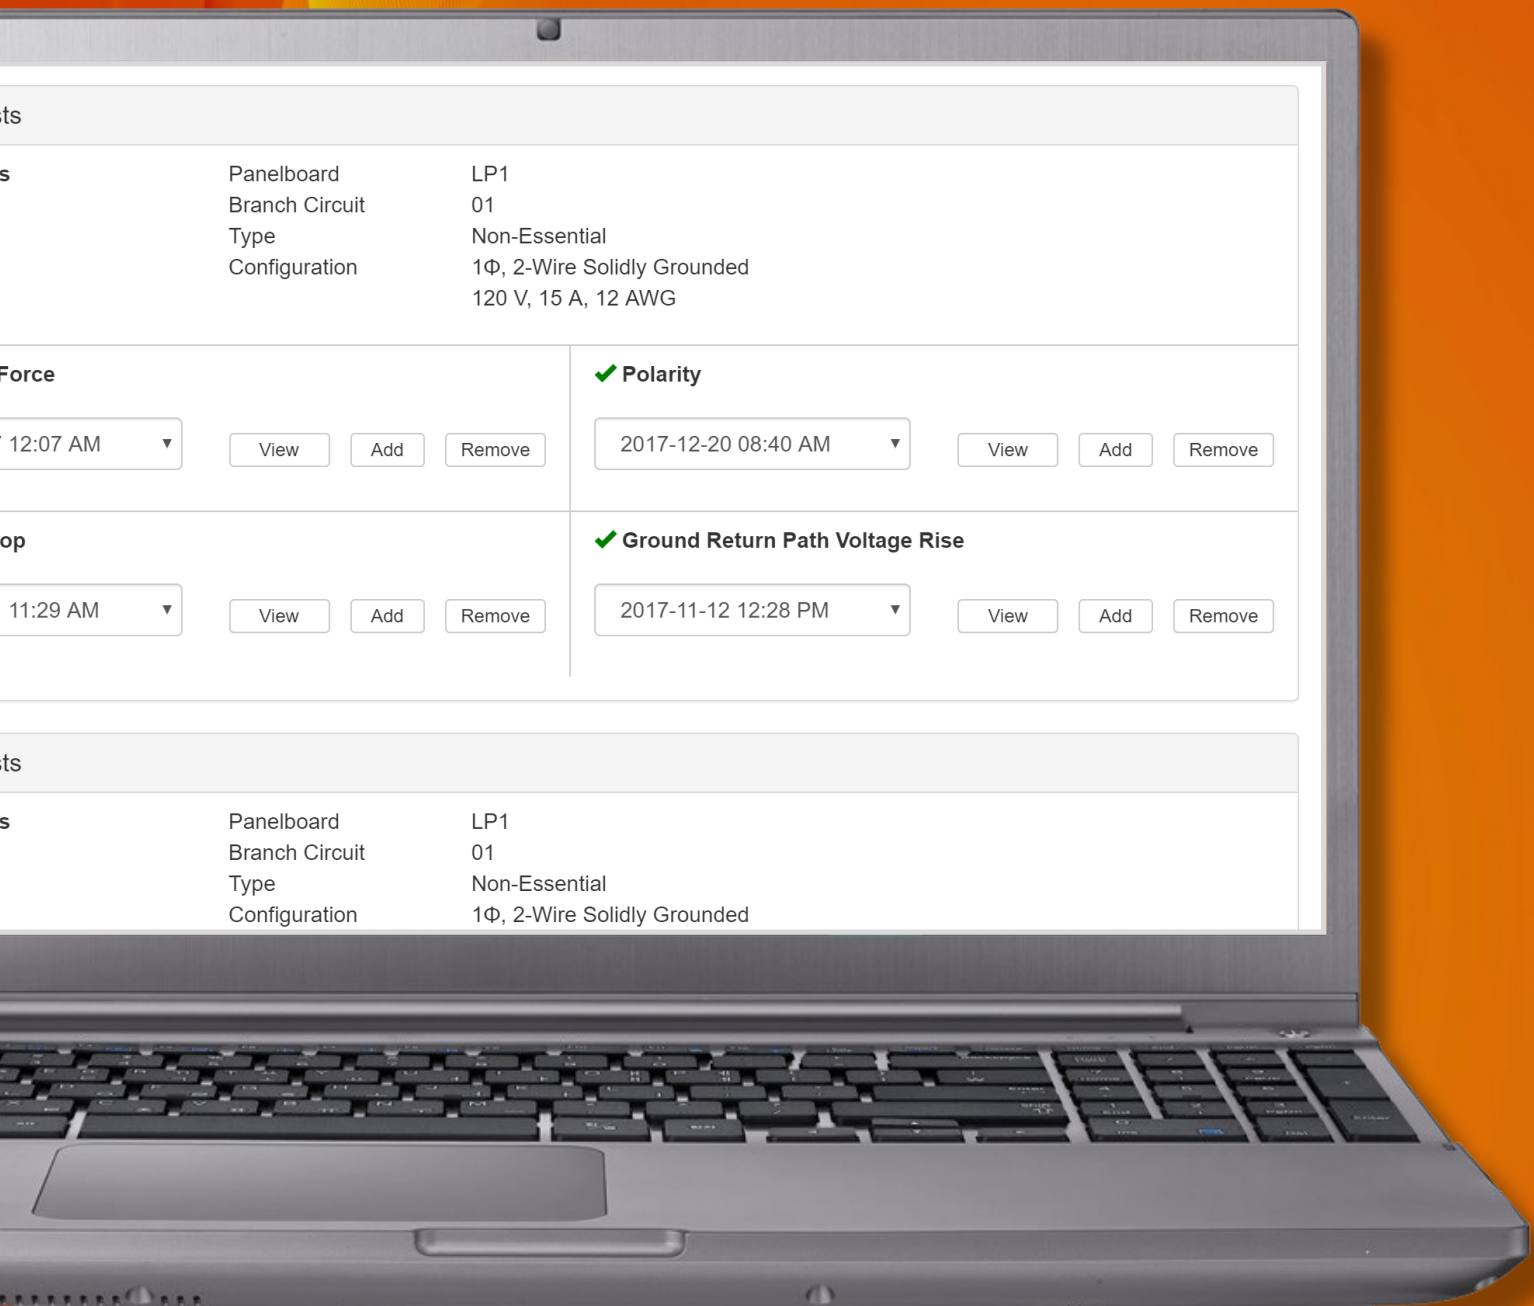 sts
s
Panelboard LP1
Branch Circuit 01
Type Non-Essential
Configuration 1Φ, 2-Wire Solidly Grounded
120 V, 15 A, 12 AWG
Force
12:07 AM View Add Remove
Polarity
2017-12-20 08:40 AM View Add Remove
op
11:29 AM View Add Remove
Ground Return Path Voltage Rise
2017-11-12 12:28 PM View Add Remove
sts
s
Panelboard LP1
Branch Circuit 01
Type Non-Essential
Configuration 1Φ, 2-Wire Solidly Grounded